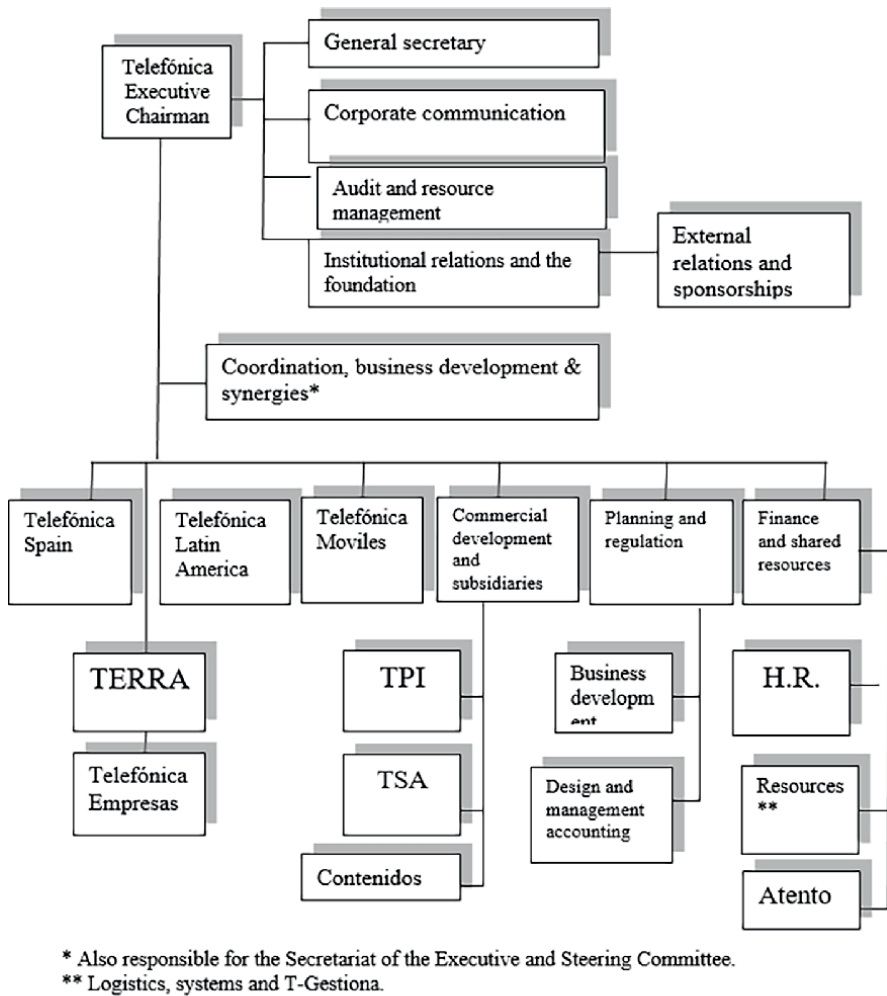 Telefónica
Executive
Chairman
General secretary
Corporate communication
Audit and resource
management
Institutional relations and the
foundation
External
relations and
sponsorships
Coordination, business development &
synergies*
Telefónica
Spain
Telefónica
Latin
America
Telefónica
Moviles
Commercial
development
and
subsidiaries
Planning and
regulation
Finance
and shared
resources
TERRA
TPI
Business
developm
ent
H.R.
Telefónica
Empresas
TSA
Design and
management
accounting
Resources
**
Contenidos
Atento
* Also responsible for the Secretariat of the Executive and Steering Committee.
** Logistics, systems and T-Gestiona.